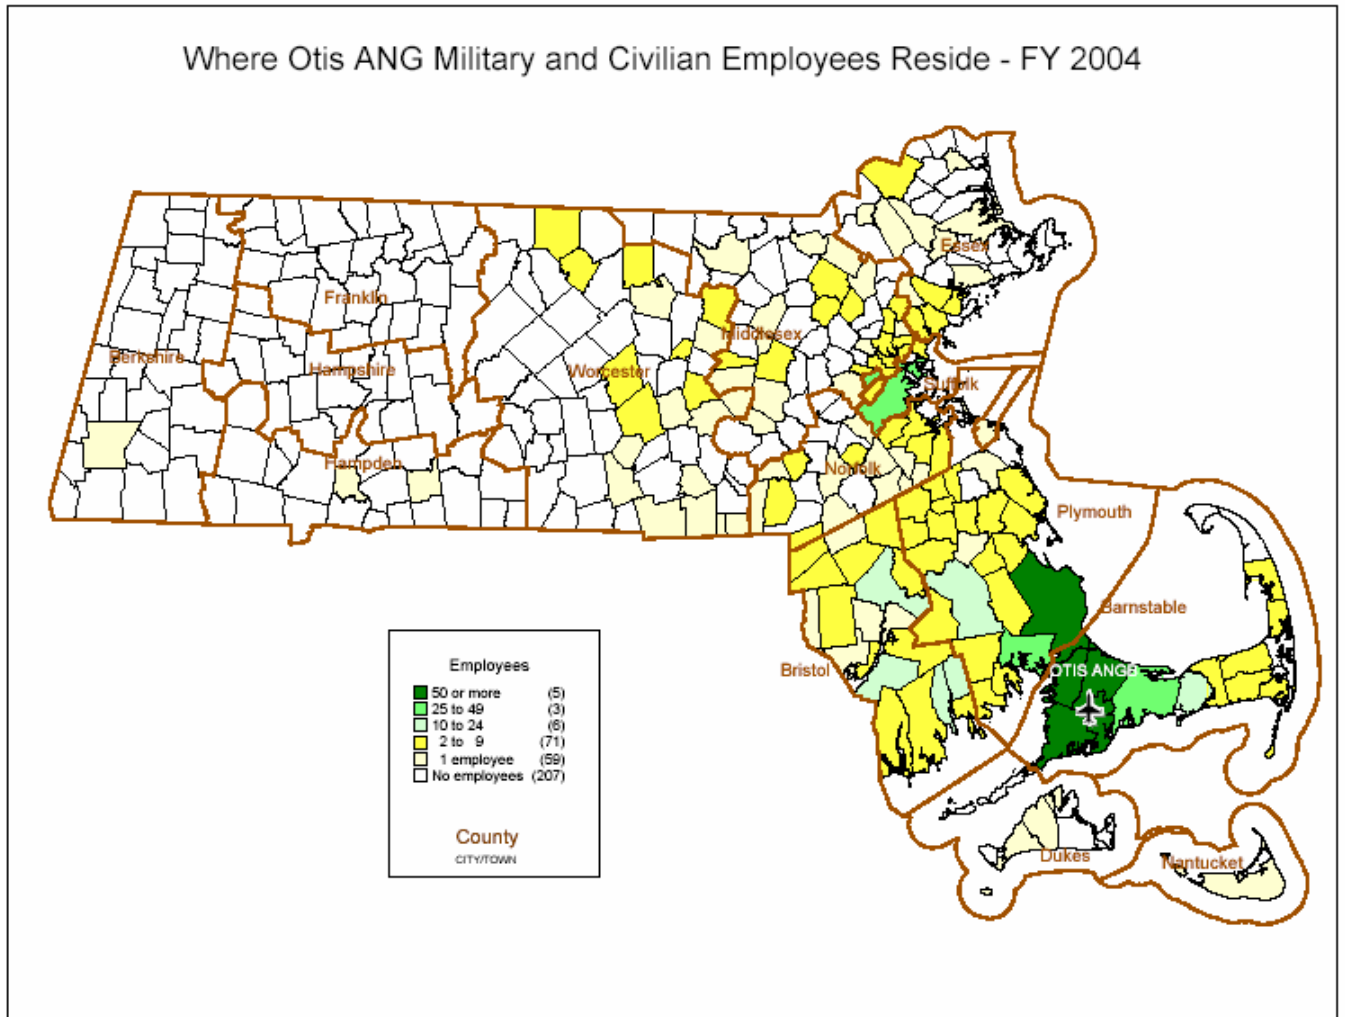 Where Otis ANG Military and Civilian Employees Reside - FY 2004
Essex
Franklin
Middlesex
Berkshire
Hampshire
Worcester
Suffolk
Hampden
Norfolk
Plymouth
Barnstable
Bristol
OTIS ANGB
Employees
50 or more (5)
25 to 49 (3)
10 to 24 (6)
2 to 9 (71)
1 employee (59)
No employees (207)
County
CITY/TOWN
Dukes
Nantucket